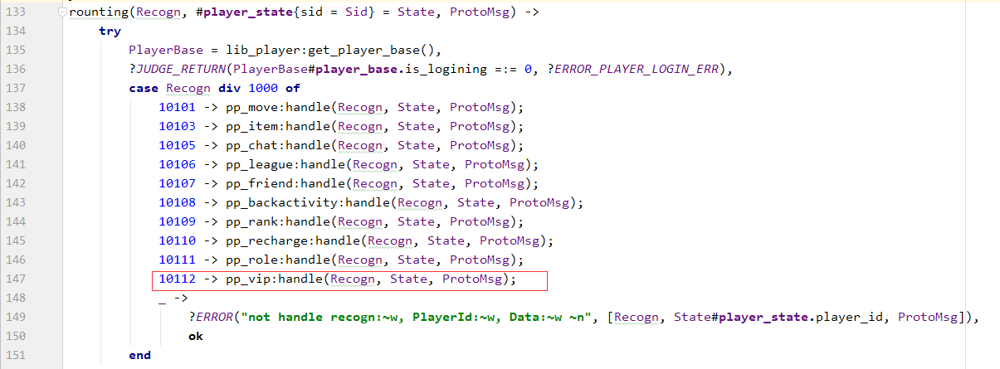 133 rounting(Recogn, #player_state{sid = Sid} = State, ProtoMsg) ->
134 try
135 PlayerBase = lib_player:get_player_base(),
136 ?JUDGE_RETURN(PlayerBase#player_base.is_logining =:= 0, ?ERROR_PLAYER_LOGIN_ERR),
137 case Recogn div 1000 of
138 10101 -> pp_move:handle(Recogn, State, ProtoMsg);
139 10103 -> pp_item:handle(Recogn, State, ProtoMsg);
140 10105 -> pp_chat:handle(Recogn, State, ProtoMsg);
141 10106 -> pp_league:handle(Recogn, State, ProtoMsg);
142 10107 -> pp_friend:handle(Recogn, State, ProtoMsg);
143 10108 -> pp_backactivity:handle(Recogn, State, ProtoMsg);
144 10109 -> pp_rank:handle(Recogn, State, ProtoMsg);
145 10110 -> pp_recharge:handle(Recogn, State, ProtoMsg);
146 10111 -> pp_role:handle(Recogn, State, ProtoMsg);
147 10112 -> pp_vip:handle(Recogn, State, ProtoMsg);
148 _ ->
149 ?ERROR("not handle recogn:~w, PlayerId:~w, Data:~w ~n", [Recogn, State#player_state.player_id, ProtoMsg]),
150 ok
151 end